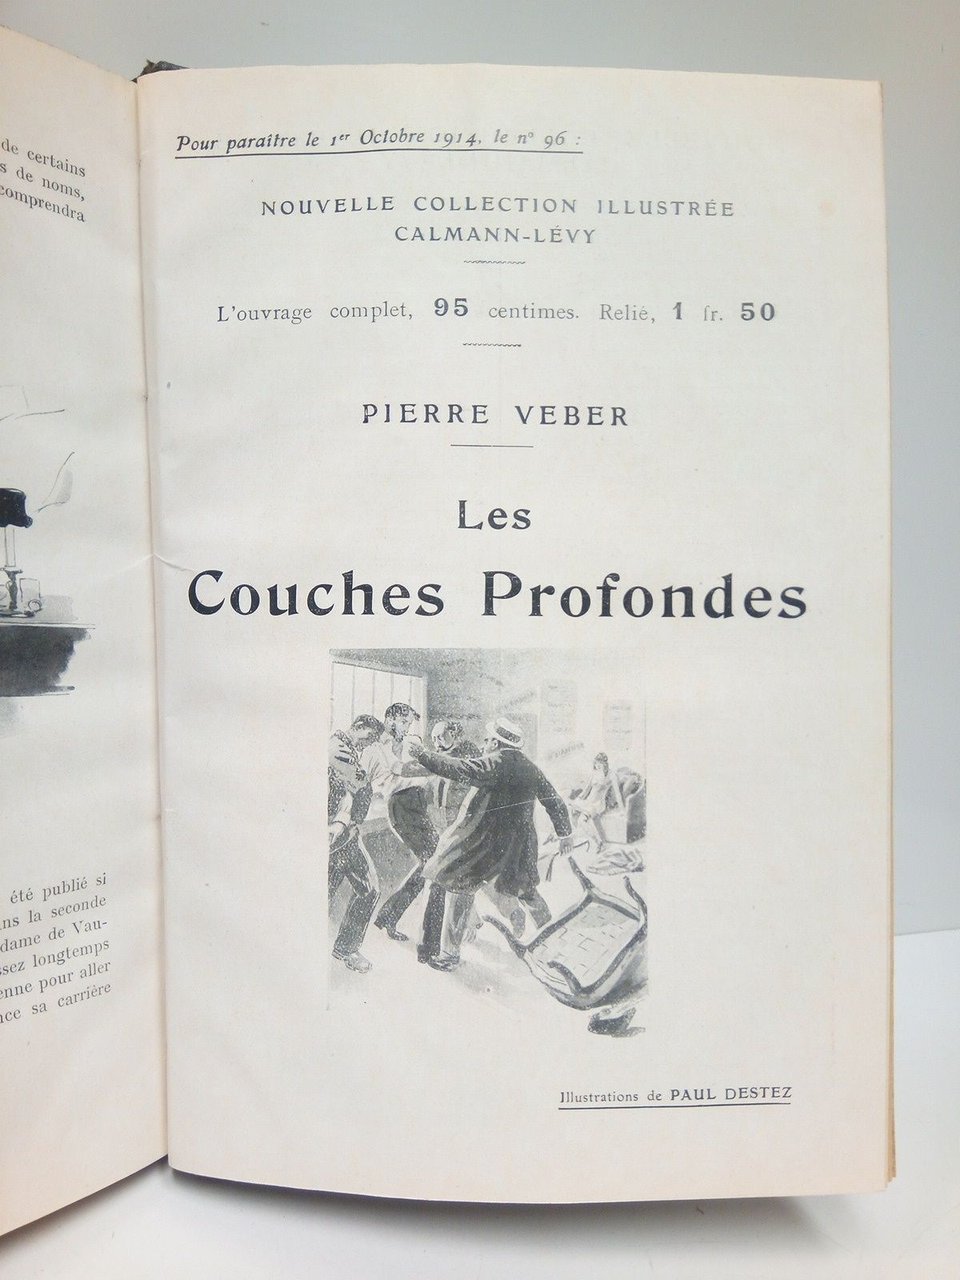 de certains
s de noms,
comprendra
été publié si
ns la seconde
dame de Vau-
ssez longtemps
enne pour aller
nce sa carrière
Pour paraître le 1er Octobre 1914, le n° 96 :
NOUVELLE COLLECTION ILLUSTRÉE
CALMANN-LÉVY
L'ouvrage complet, 95 centimes. Relié, 1 fr. 50
PIERRE VEBER
Les
Couches Profondes
Illustrations de PAUL DESTEZ